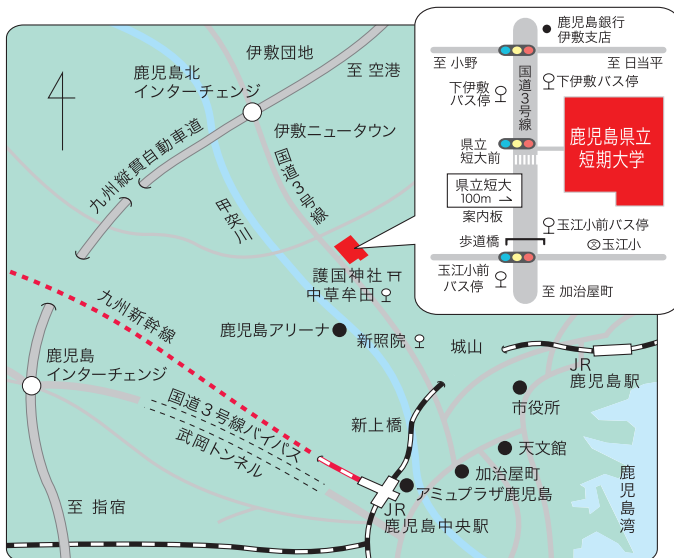 伊敷団地
鹿児島北
インターチェンジ
至 空港
伊敷ニュータウン
九州縦貫自動車道
国道3号線
甲突川
護国神社
中草牟田
九州新幹線
鹿児島アリーナ
新照院
城山
JR
鹿児島駅
鹿児島
インターチェンジ
国道3号線バイパス
武岡トンネル
新上橋
市役所
天文館
加治屋町
アミュプラザ鹿児島
JR
鹿児島中央駅
至 指宿
鹿児島湾
鹿児島銀行
伊敷支店
至 小野
至 日当平
国道3号線
下伊敷
バス停
下伊敷バス停
県立
短大前
鹿児島県立
短期大学
県立短大
100m
案内板
玉江小前バス停
歩道橋
文
玉江小
玉江小前
バス停
至 加治屋町